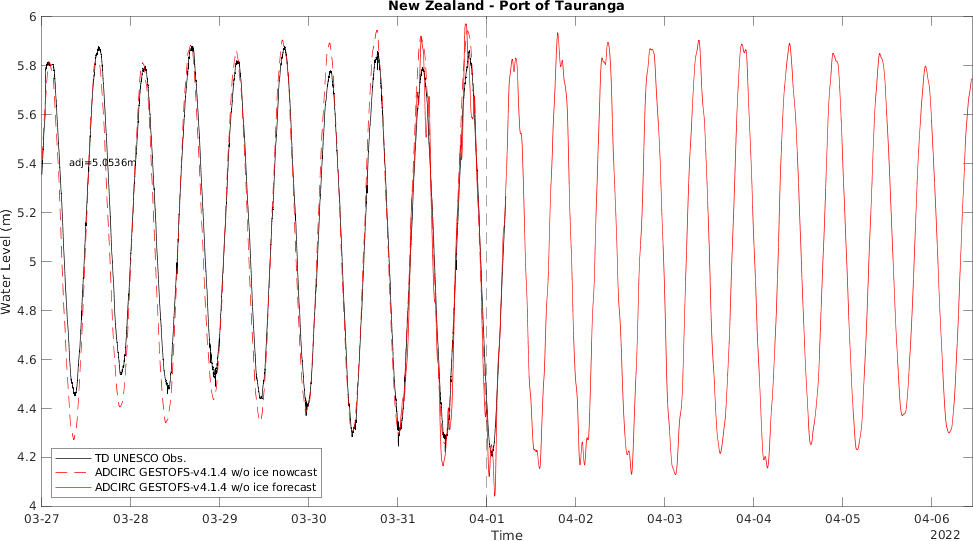 New Zealand - Port of Tauranga
6
5.8
5.6
5.4
5.2
5
4.8
4.6
4.4
4.2
4
Water Level (m)
adj=5.0536m
TD UNESCO Obs.
ADCIRC GESTOFS-v4.1.4 w/o ice nowcast
ADCIRC GESTOFS-v4.1.4 w/o ice forecast
03-27 03-28 03-29 03-30 03-31 04-01 04-02 04-03 04-04 04-05 04-06
Time
2022